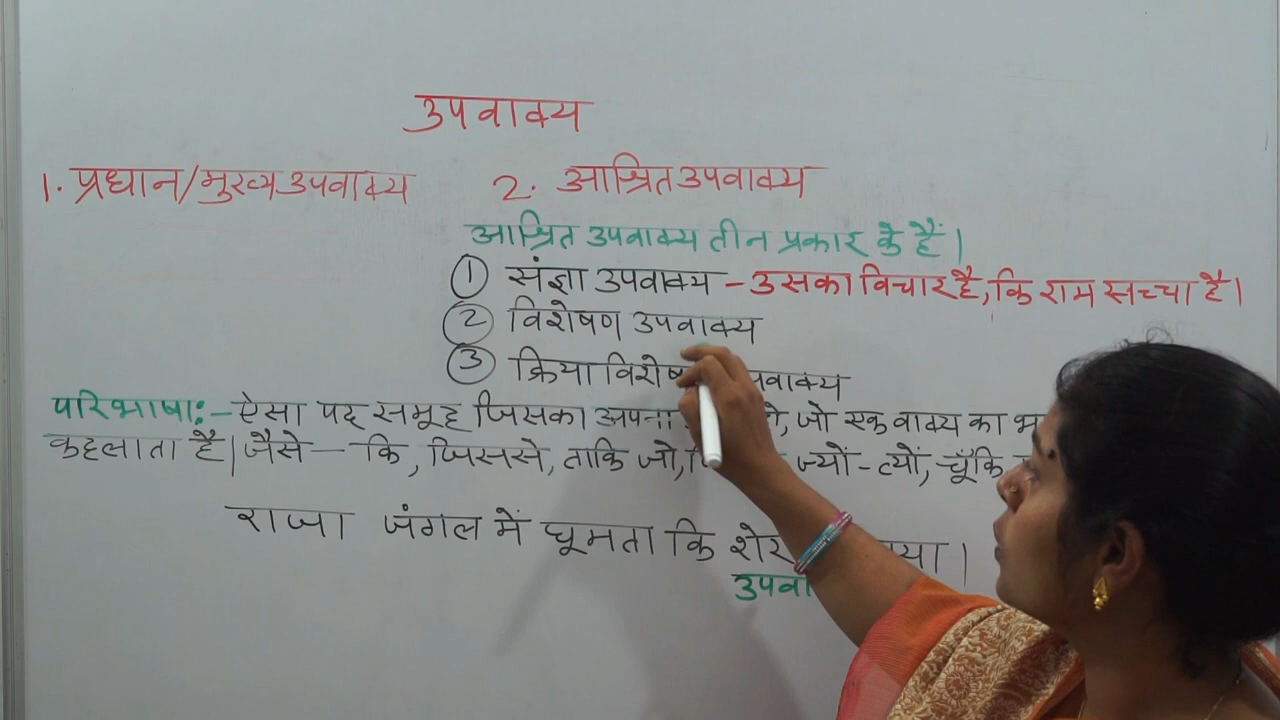 उपवाक्य
1. प्रधान/मुख्य उपवाक्य 2. आश्रित उपवाक्य
आश्रित उपवाक्य तीन प्रकार के हैं।
① संज्ञा उपवाक्य - उसका विचार है, कि राम सच्चा है।
② विशेषण उपवाक्य
③ क्रिया विशेषण उपवाक्य
परिभाषा:- ऐसा पद समूह जिसका अपना जो एक वाक्य का
कहलाता है। जैसे — कि, जिससे, ताकि जो, ज्यों - त्यों, चूँकि
राजा जंगल में घूमता कि शेर